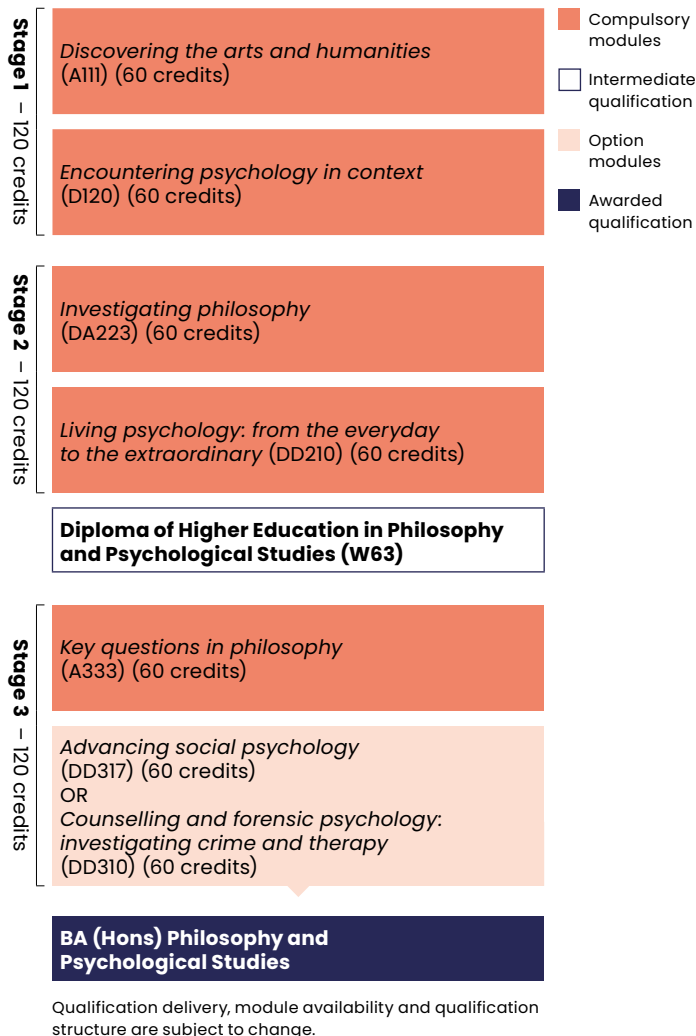 Stage 1 – 120 credits
Discovering the arts and humanities
(A111) (60 credits)
Encountering psychology in context
(D120) (60 credits)
Compulsory
modules
Intermediate
qualification
Option
modules
Awarded
qualification
Stage 2 – 120 credits
Investigating philosophy
(DA223) (60 credits)
Living psychology: from the everyday
to the extraordinary (DD210) (60 credits)
Diploma of Higher Education in Philosophy
and Psychological Studies (W63)
Stage 3 – 120 credits
Key questions in philosophy
(A333) (60 credits)
Advancing social psychology
(DD317) (60 credits)
OR
Counselling and forensic psychology:
investigating crime and therapy
(DD310) (60 credits)
BA (Hons) Philosophy and
Psychological Studies
Qualification delivery, module availability and qualification
structure are subject to change.